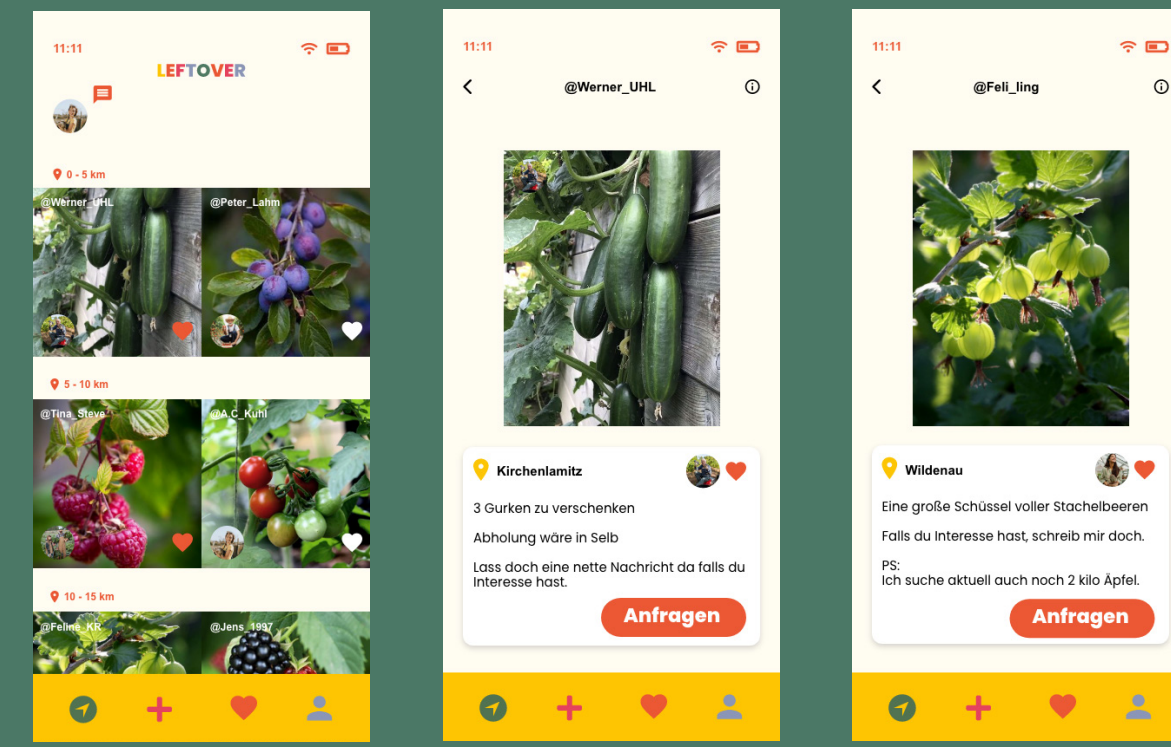 11:11
LEFTOVER
0 - 5 km
@Werner_UHL
@Peter_Lahm
5 - 10 km
@Tina_Steve
@A.C_Kuhl
10 - 15 km
@Feline_KR
@Jens_1997
11:11
@Werner_UHL
Kirchenlamitz
3 Gurken zu verschenken
Abholung wäre in Selb
Lass doch eine nette Nachricht da falls du
Interesse hast.
Anfragen
11:11
@Feli_ling
Wildenau
Eine große Schüssel voller Stachelbeeren
Falls du Interesse hast, schreib mir doch.
PS:
Ich suche aktuell auch noch 2 kilo Äpfel.
Anfragen